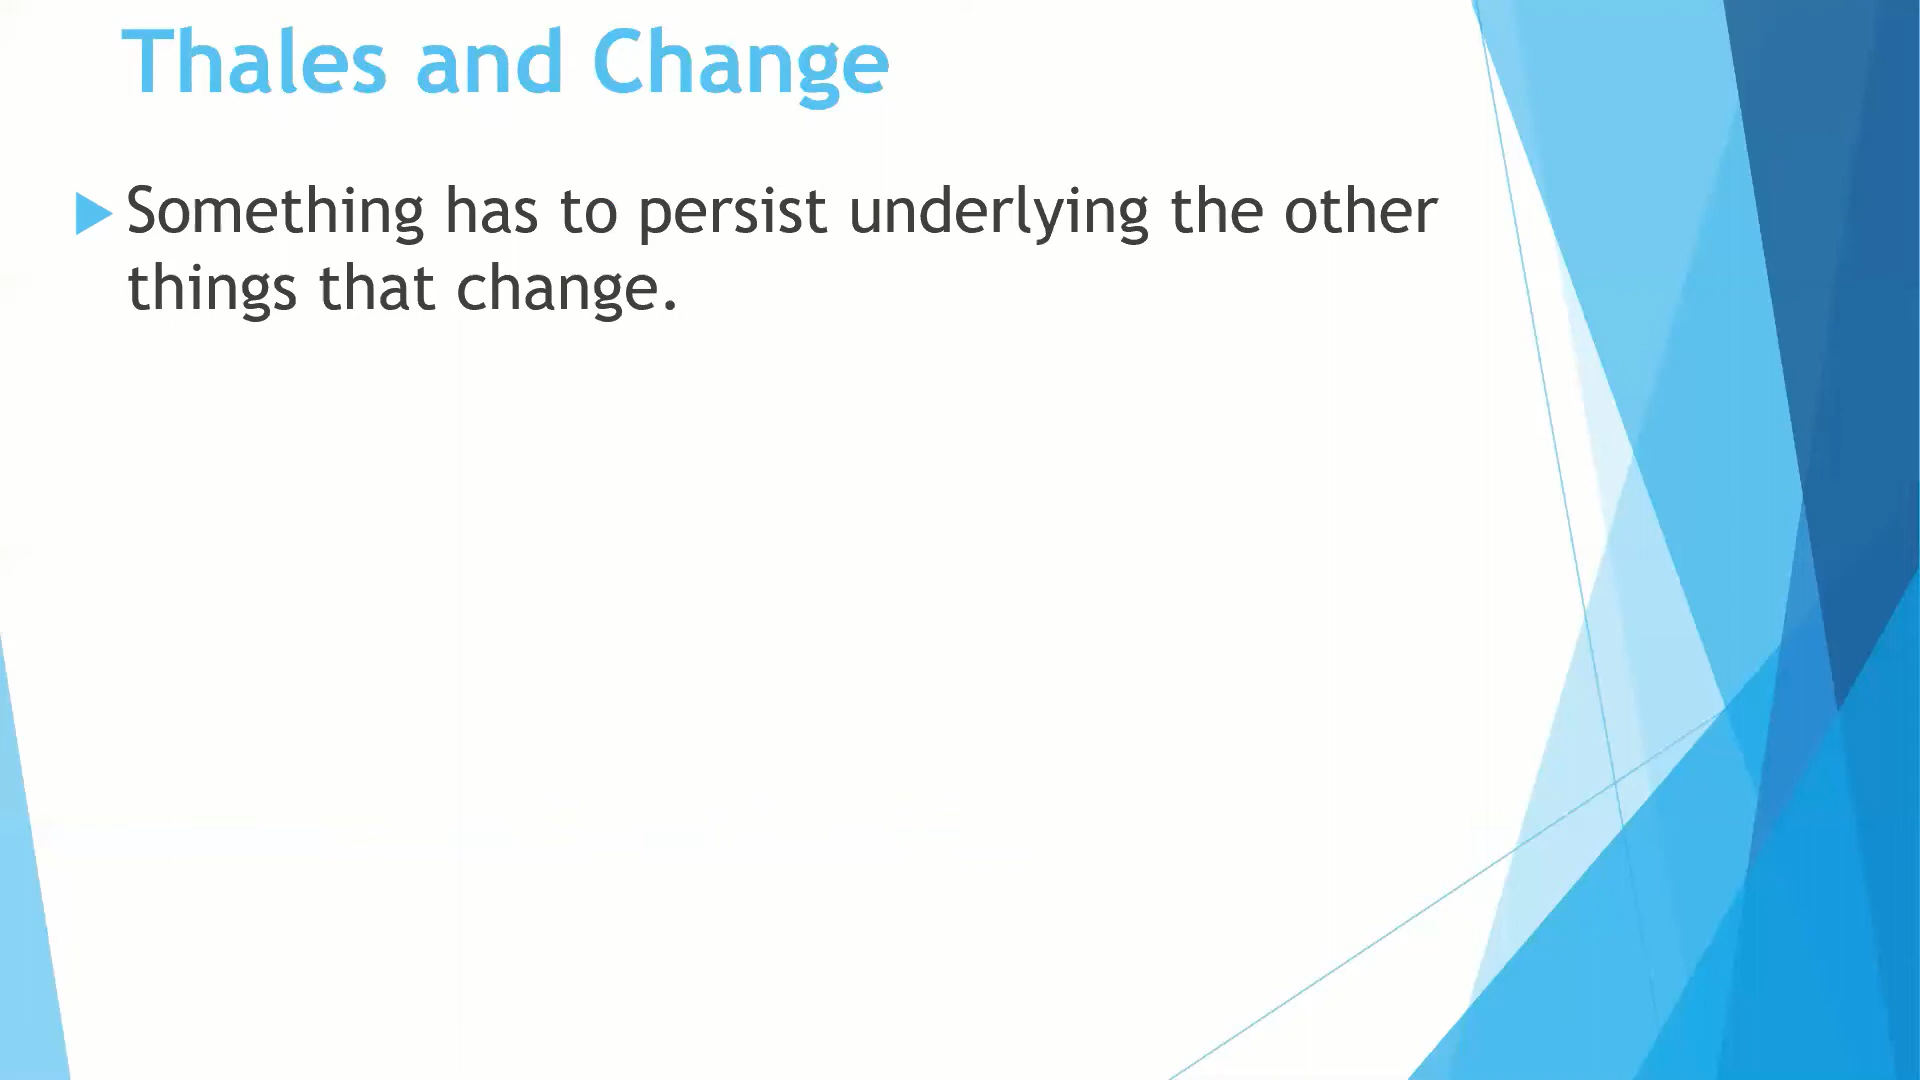 Thales and Change
Something has to persist underlying the other
things that change.